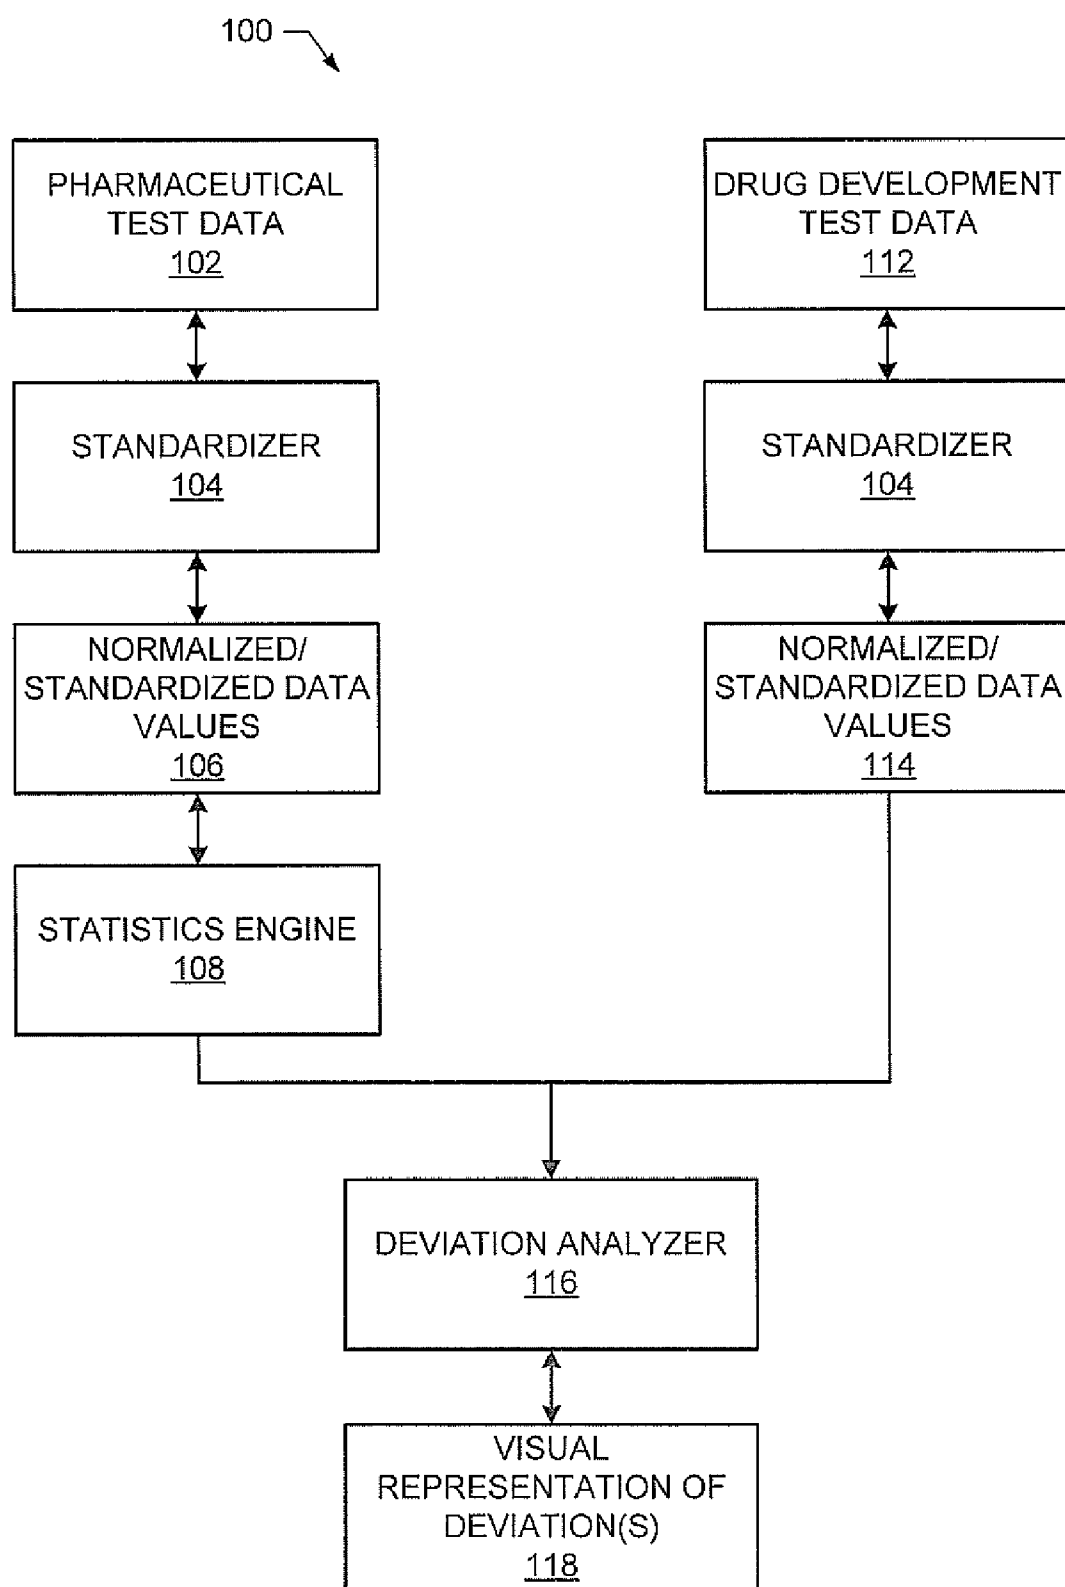 100
PHARMACEUTICAL
TEST DATA
102
DRUG DEVELOPMENT
TEST DATA
112
STANDARDIZER
104
STANDARDIZER
104
NORMALIZED/
STANDARDIZED DATA
VALUES
106
NORMALIZED/
STANDARDIZED DATA
VALUES
114
STATISTICS ENGINE
108
DEVIATION ANALYZER
116
VISUAL
REPRESENTATION OF
DEVIATION(S)
118